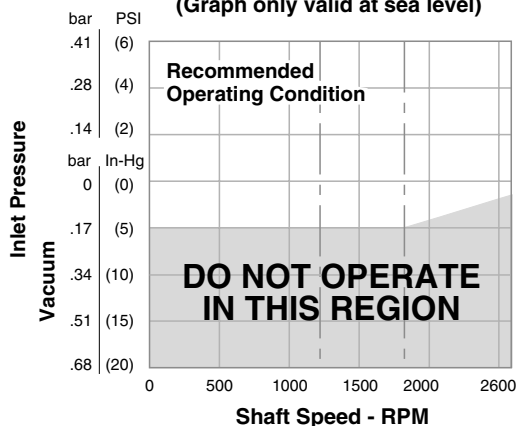 (Graph only valid at sea level)
bar PSI
.41 (6)
.28 (4)
.14 (2)
bar In-Hg
0 (0)
.17 (5)
.34 (10)
.51 (15)
.68 (20)
Inlet Pressure
Vacuum
Recommended
Operating Condition
DO NOT OPERATE
IN THIS REGION
0 500 1000 1500 2000 2600
Shaft Speed - RPM